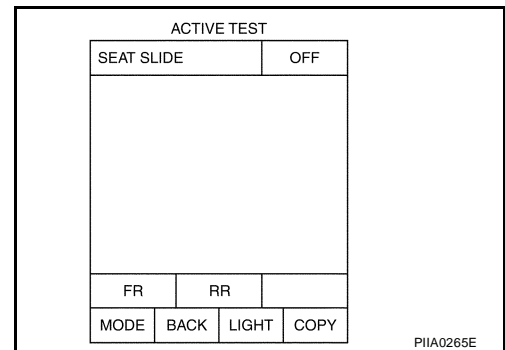 ACTIVE TEST
SEAT SLIDE OFF
FR RR
MODE BACK LIGHT COPY
PIIA0265E